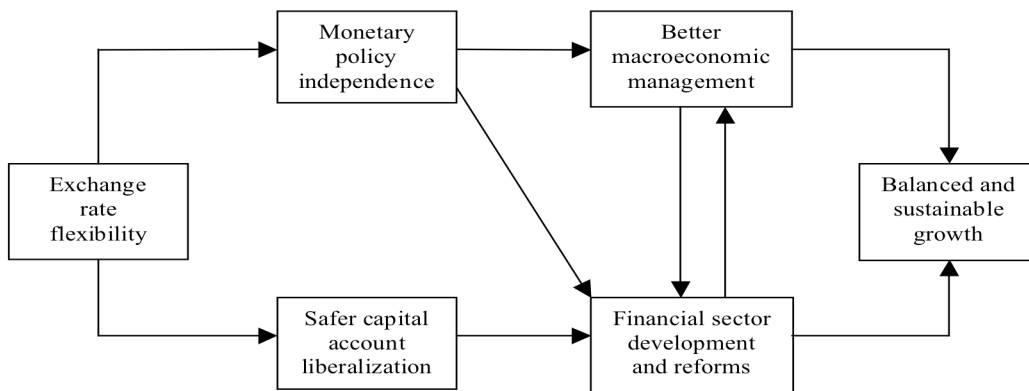 Monetary
policy
independence
Better
macroeconomic
management
Exchange
rate
flexibility
Balanced and
sustainable
growth
Safer capital
account
liberalization
Financial sector
development
and reforms